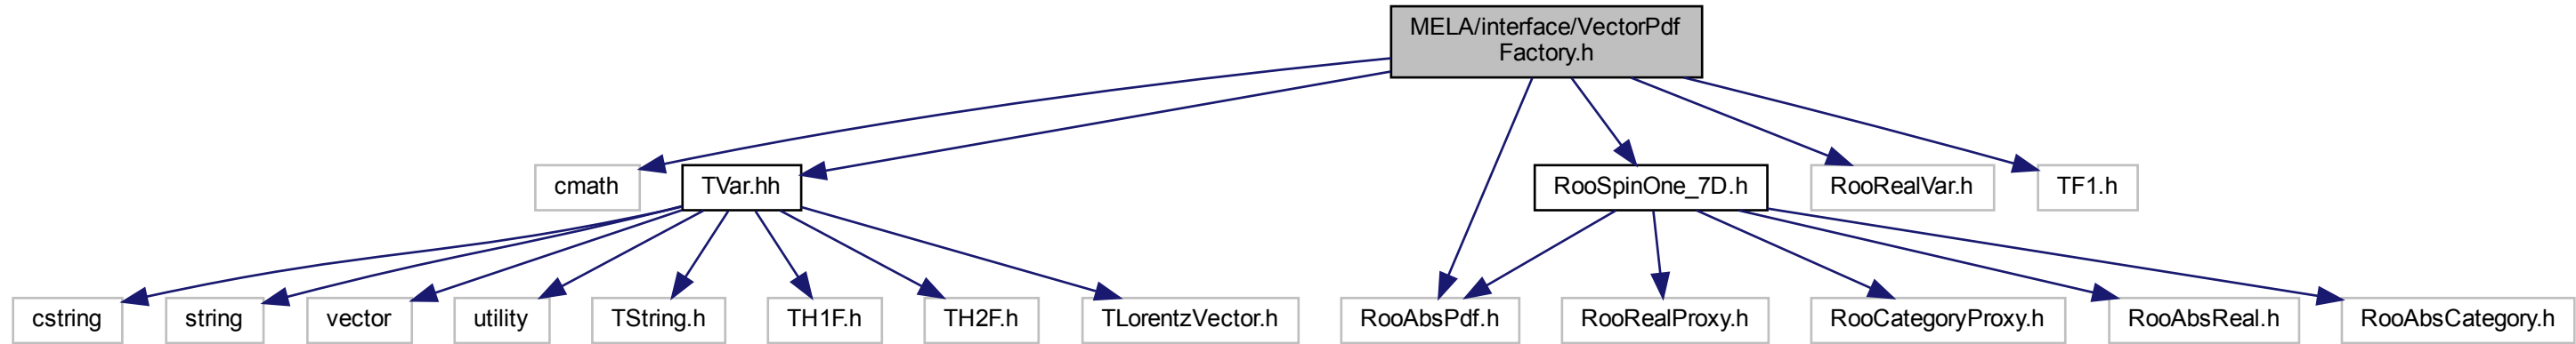 MELA/interface/VectorPdf
Factory.h
cmath
TVar.hh
RooSpinOne_7D.h
RooRealVar.h
TF1.h
cstring
string
vector
utility
TString.h
TH1F.h
TH2F.h
TLorentzVector.h
RooAbsPdf.h
RooRealProxy.h
RooCategoryProxy.h
RooAbsReal.h
RooAbsCategory.h